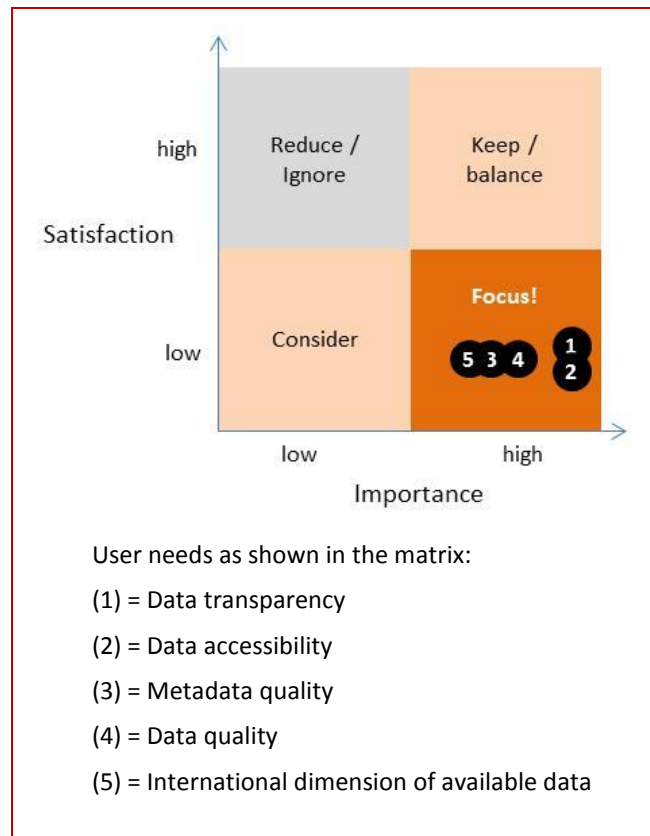 high
Reduce /
Ignore
Keep /
balance
Satisfaction
low
Consider
Focus!
5 3 4
1
2
low
high
Importance
User needs as shown in the matrix:
(1) = Data transparency
(2) = Data accessibility
(3) = Metadata quality
(4) = Data quality
(5) = International dimension of available data